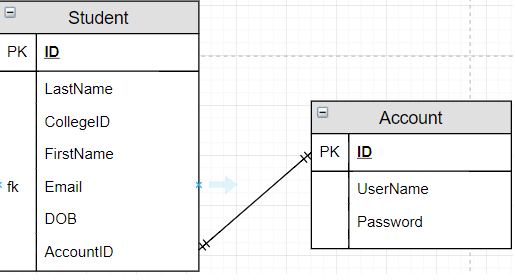 Student
PK ID
LastName
CollegeID
FirstName
fk Email
DOB
AccountID
Account
PK ID
UserName
Password